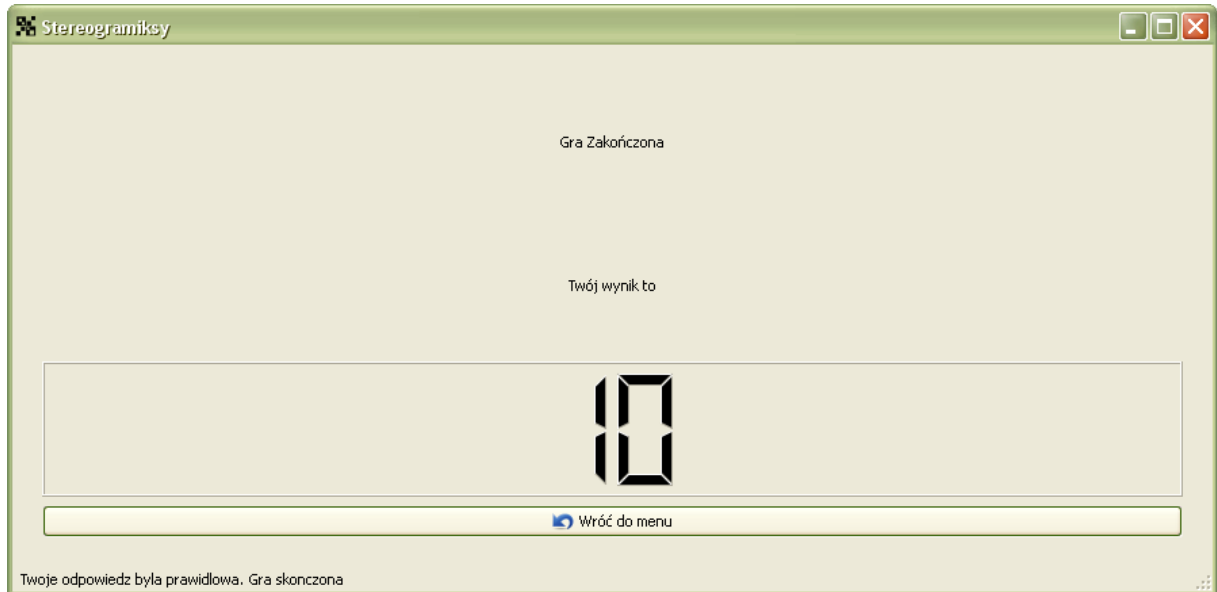 Stereogramiksy
Gra Zakończona
Twój wynik to
10
Wróć do menu
Twoje odpowiedz byla prawidlowa. Gra skonczona